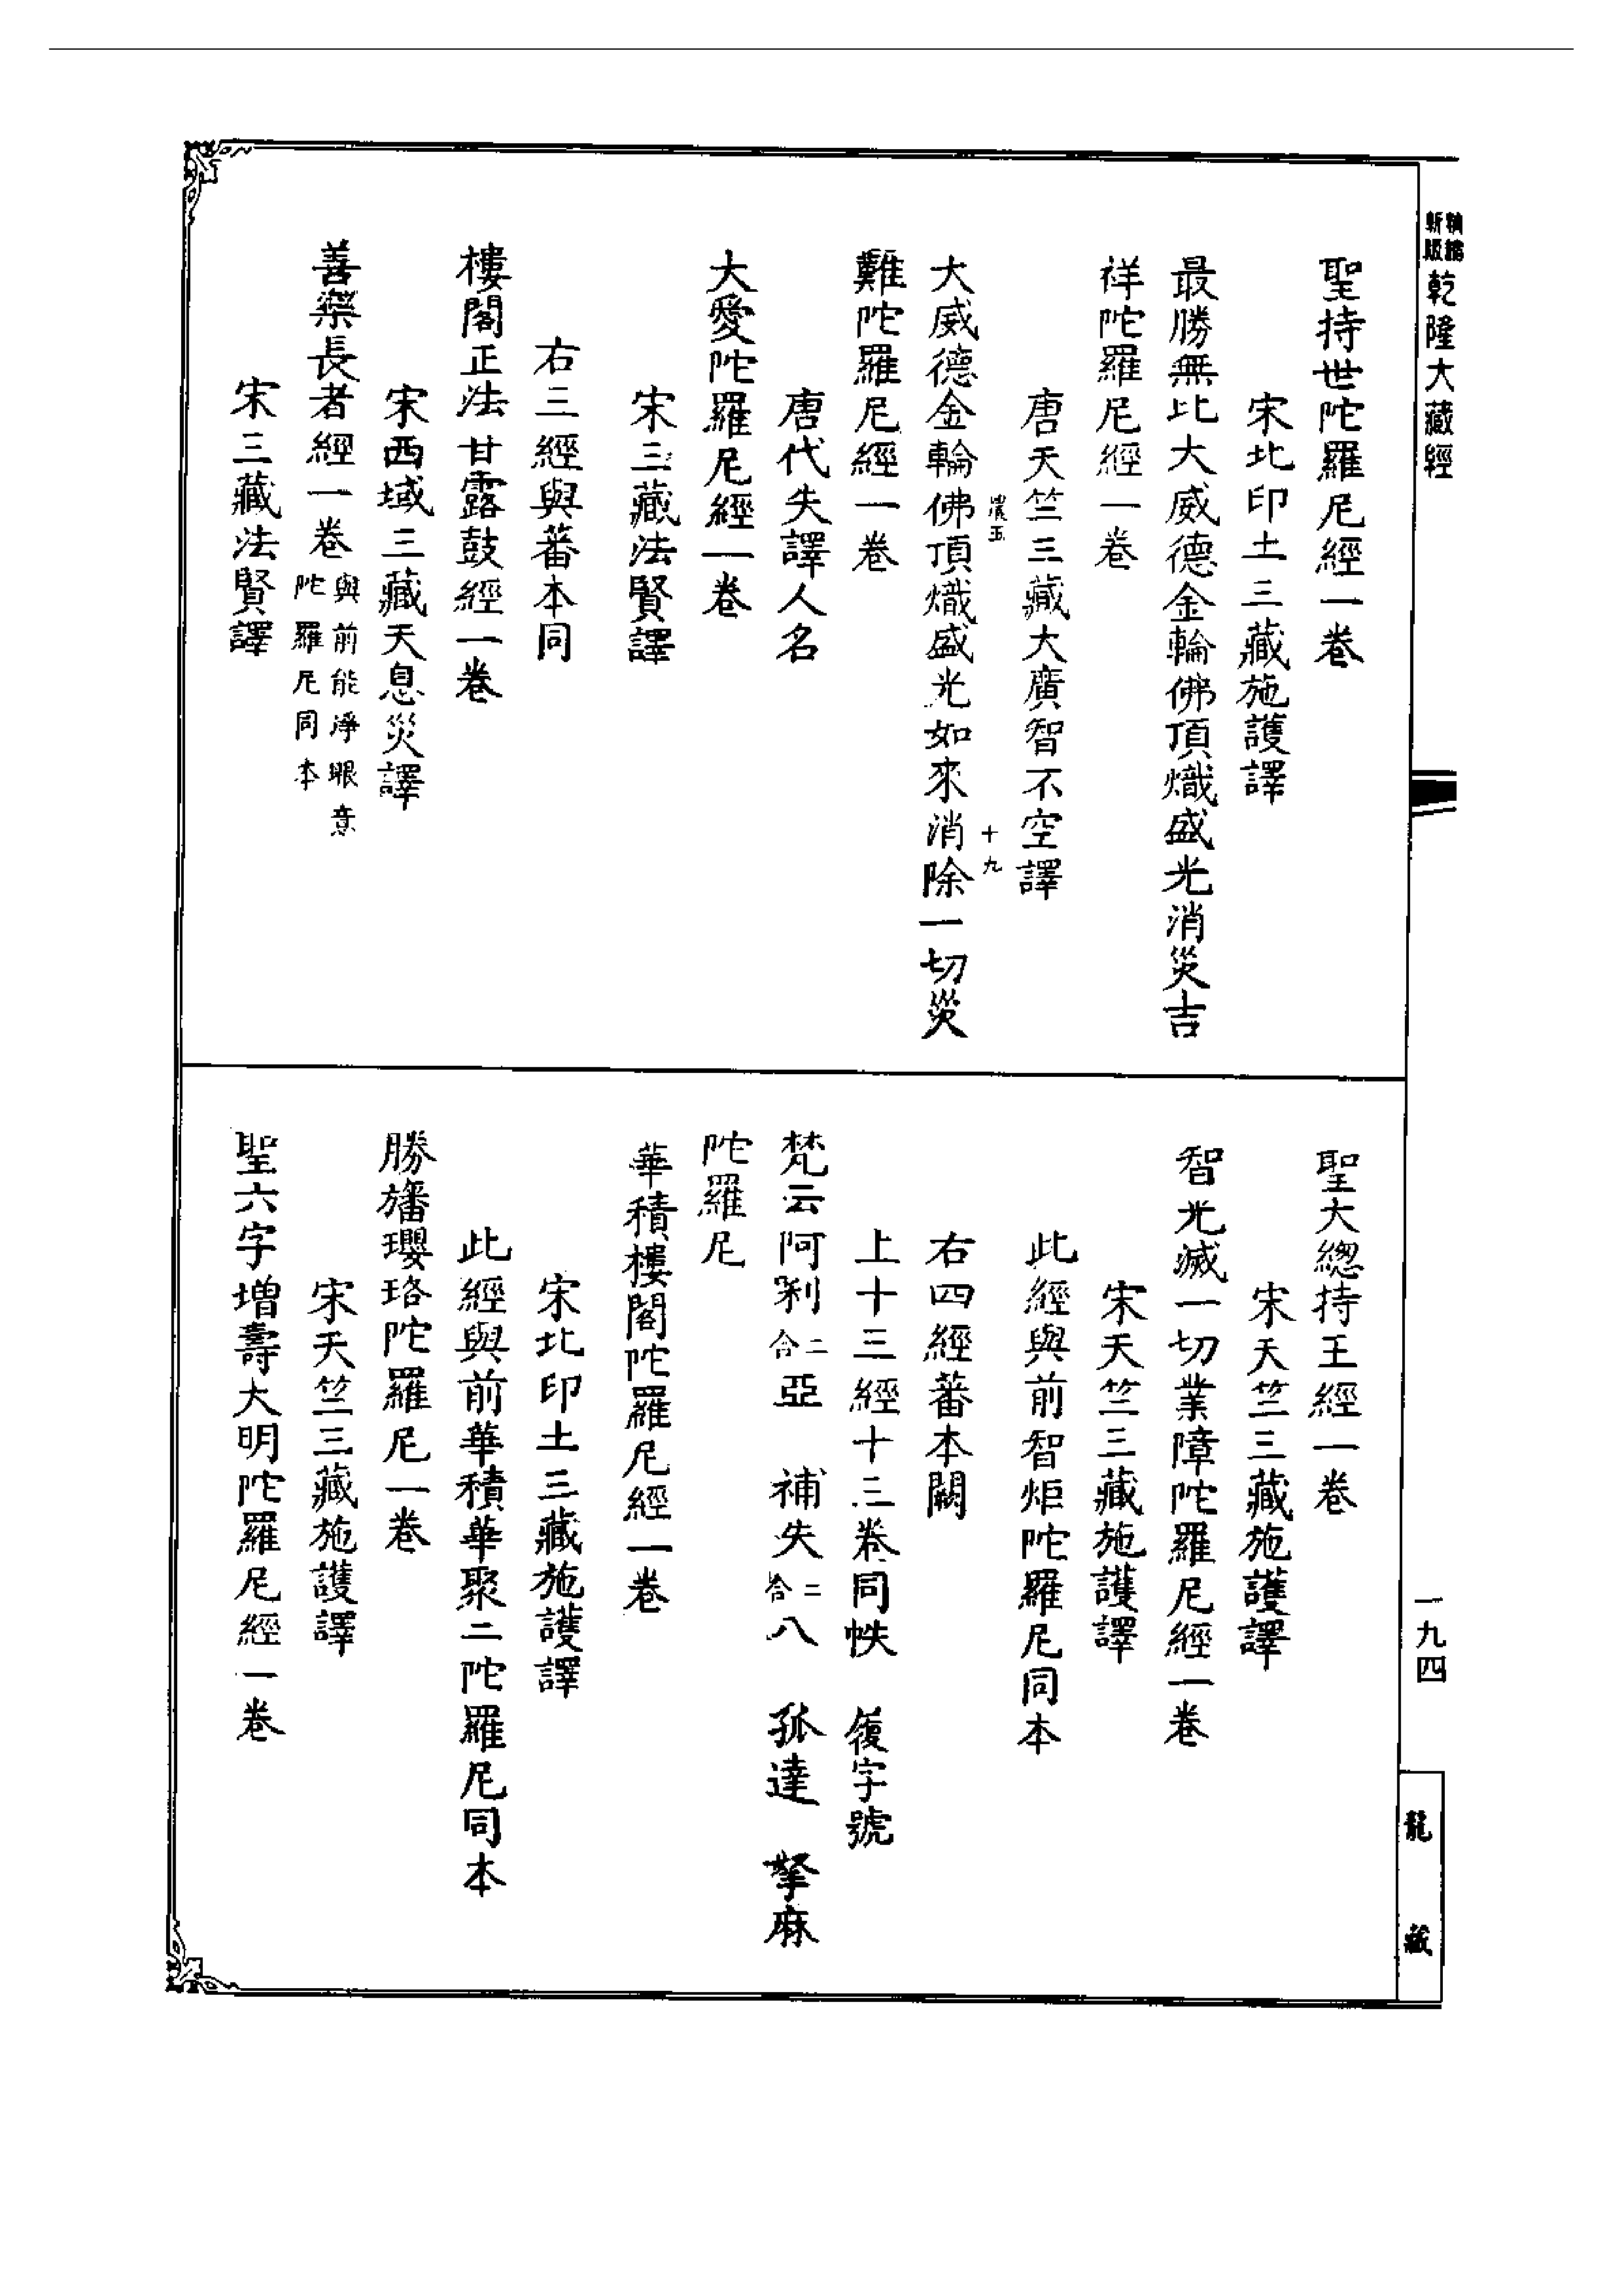 新版
精縮
乾隆大藏經
聖持世陀羅尼經一卷
宋北印土三藏施護譯
最勝無比大威德金輪佛頂熾盛光消災吉
祥陀羅尼經一卷
唐天竺三藏大廣智不空譯
十九
大威德金輪佛頂熾盛光如來消除一切災
難陀羅尼經一卷
唐代失譯人名
大愛陀羅尼經一卷
宋三藏法賢譯
右三經與蕃本同
樓閣正法甘露鼓經一卷
宋西域三藏天息災譯
善樂長者經一卷 與前能淨眼意
陀羅尼同本
宋三藏法賢譯
聖大緫持王經一卷
宋天竺三藏施護譯
智光滅一切業障陀羅尼經一卷
宋天竺三藏施護譯
此經與前智炬陀羅尼同本
右四經蕃本闕
上十三經十三卷同帙 復字號
梵云阿刹二合亞 補失二合八 孤達 拏麻
陀羅尼
華積樓閣陀羅尼經一卷
宋北印土三藏施護譯
此經與前華積華聚二陀羅尼同本
勝旛瓔珞陀羅尼一卷
宋天竺三藏施護譯
聖六字增壽大明陀羅尼經一卷
一九四
龍藏